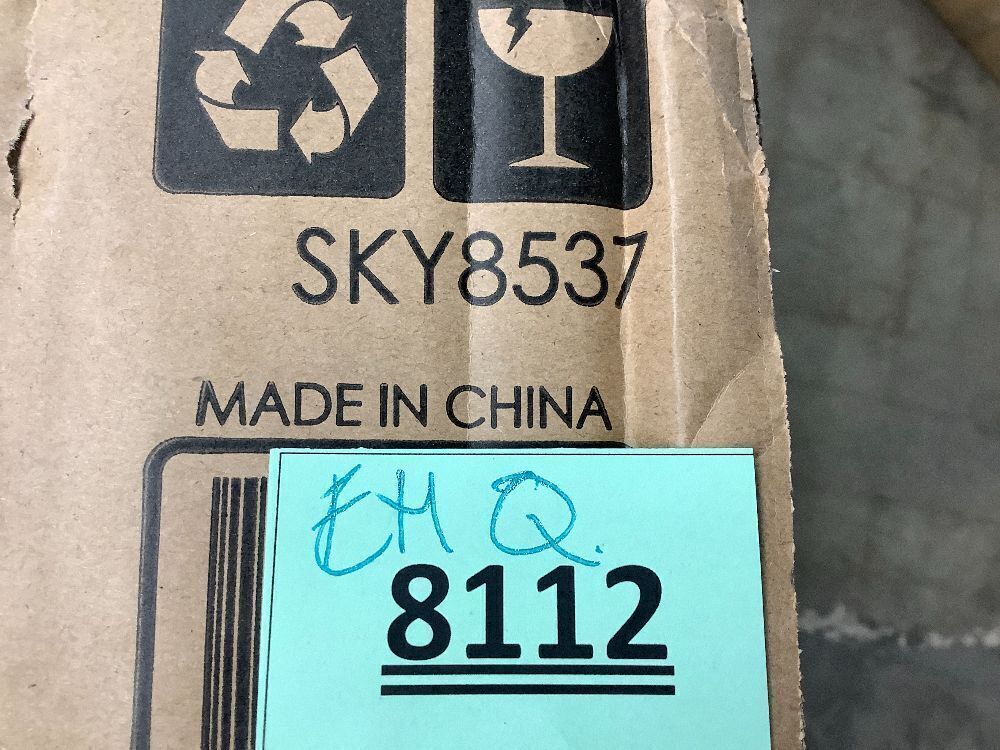 SKY8537
MADE IN CHINA
EH Q.
8112